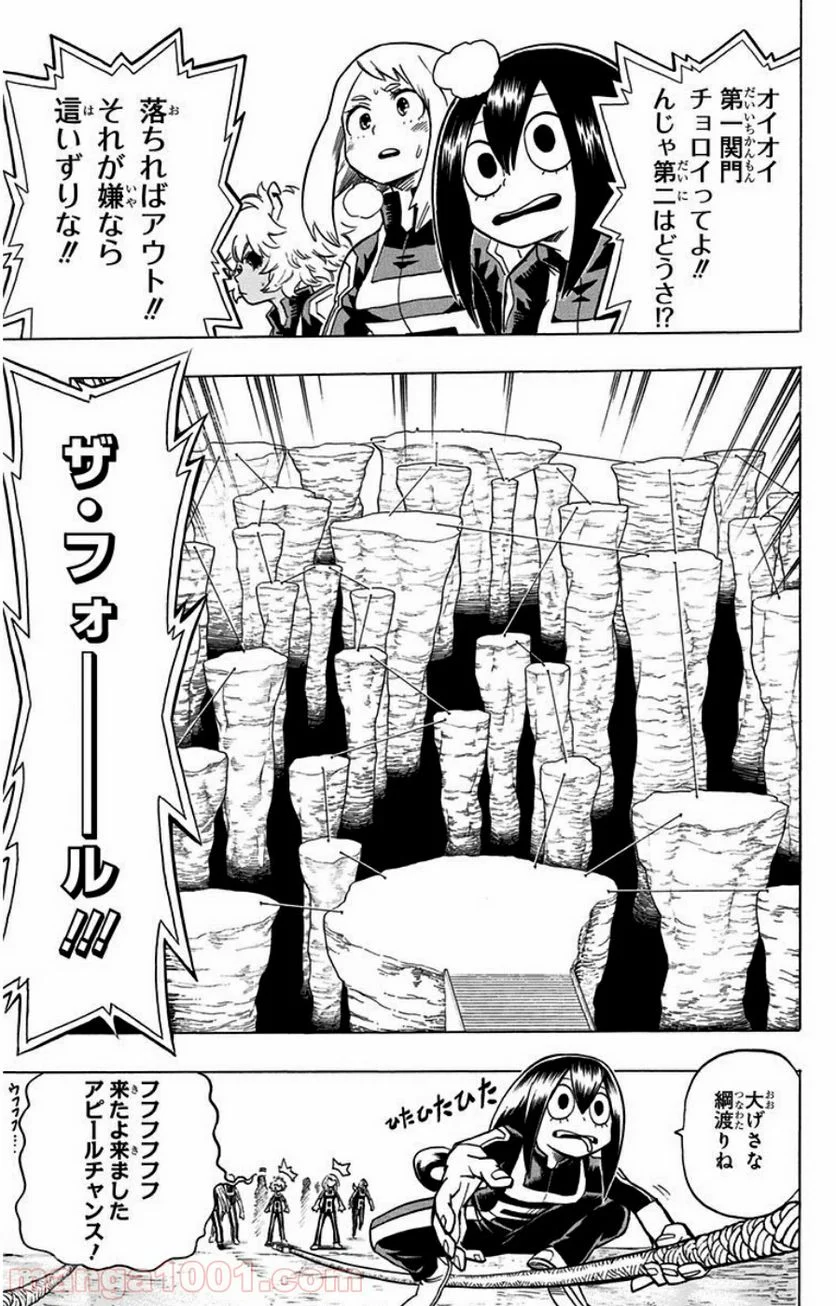 オイオイ
第一関門
チョロイってよ!!
んじゃ第二はどうさ!?
落ちればアウト!!
それが嫌なら
這いずりな!!
ザ・フォール!!!
大げさな
綱渡りね
ひたひたひた
フフフフフ
来たよ来ました
アピールチャンス!
ウフフフ…
manga1001.com